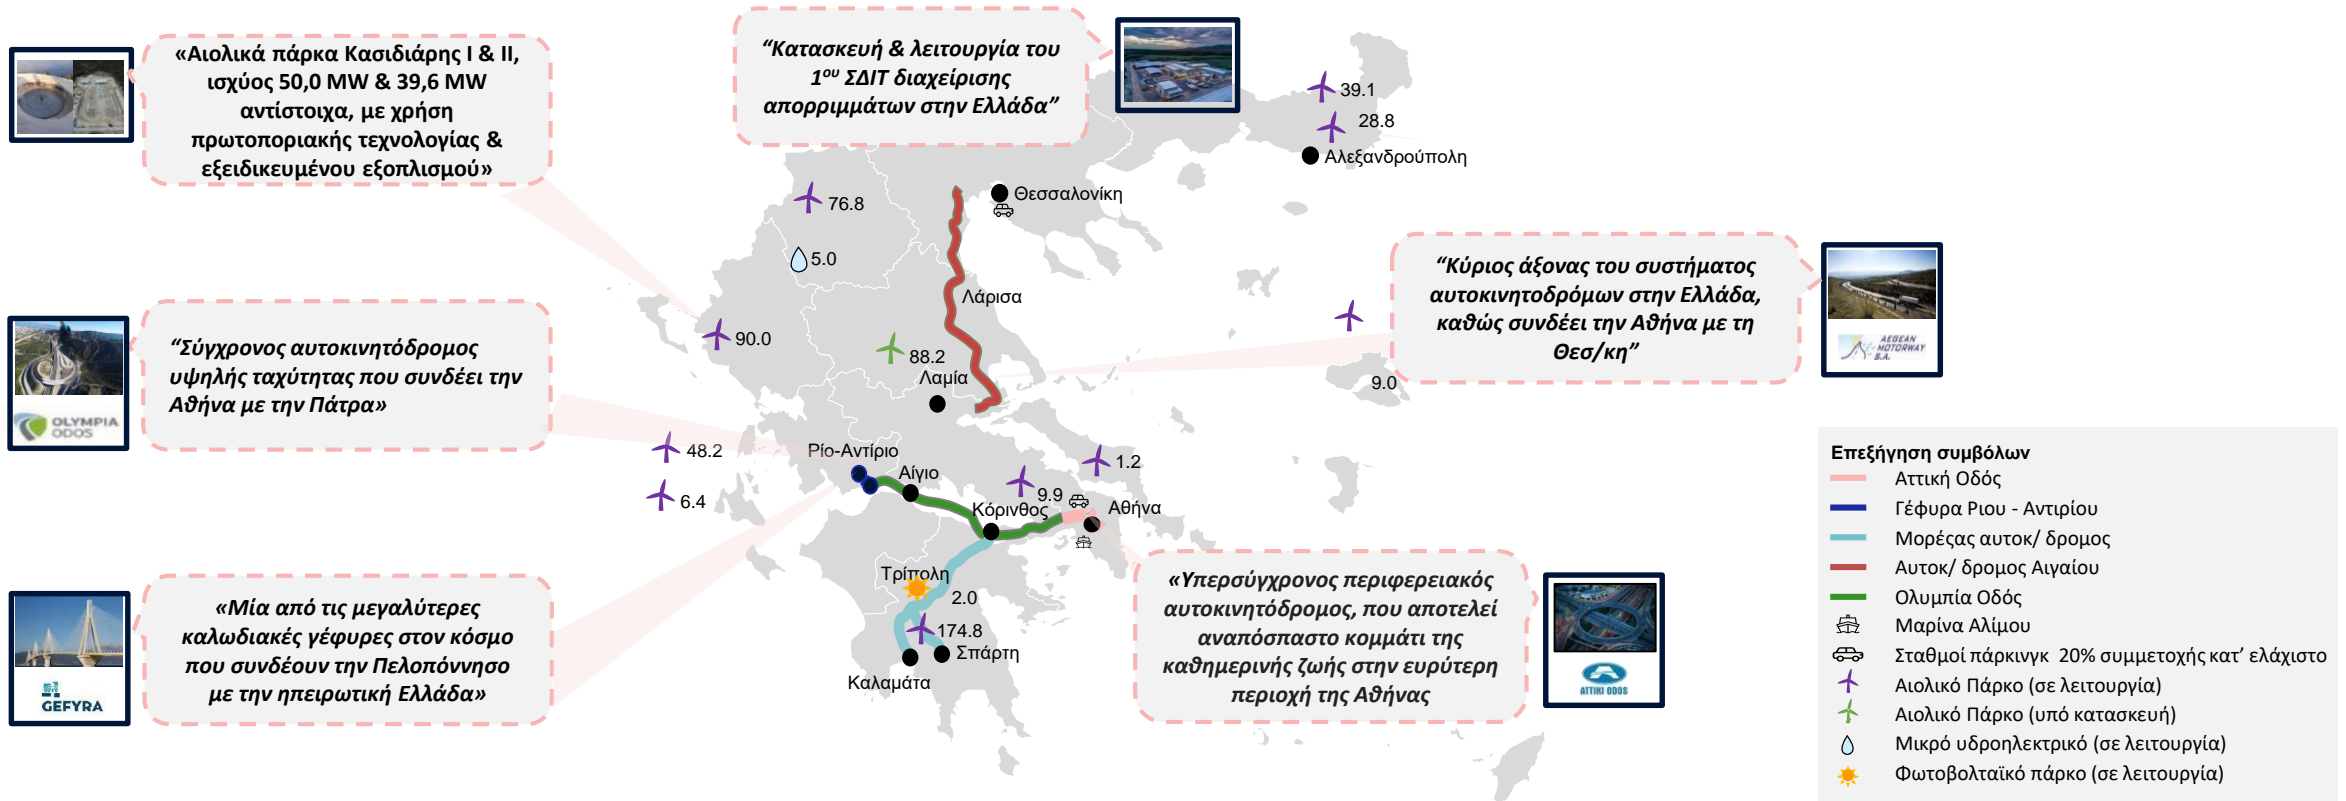 «Αιολικά πάρκα Κασιδιάρης Ι & ΙΙ,
ισχύος 50,0 MW & 39,6 MW
αντίστοιχα, με χρήση
πρωτοποριακής τεχνολογίας &
εξειδικευμένου εξοπλισμού»
“Κατασκευή & λειτουργία του
1ου ΣΔΙΤ διαχείρισης
απορριμμάτων στην Ελλάδα”
39.1
28.8
Αλεξανδρούπολη
76.8
Θεσσαλονίκη
5.0
Λάρισα
“Κύριος άξονας του συστήματος
αυτοκινητοδρόμων στην Ελλάδα,
καθώς συνδέει την Αθήνα με τη
Θεσ/κη”
AEGEAN
MOTORWAY
S.A.
“Σύγχρονος αυτοκινητόδρομος
υψηλής ταχύτητας που συνδέει την
Αθήνα με την Πάτρα»
OLYMPIA
ODOS
90.0
88.2
Λαμία
9.0
48.2
6.4
Ρίο-Αντίριο
Αίγιο
Κόρινθος
9.9
1.2
Αθήνα
Τρίπολη
2.0
174.8
Σπάρτη
Καλαμάτα
«Μία από τις μεγαλύτερες
καλωδιακές γέφυρες στον κόσμο
που συνδέουν την Πελοπόννησο
με την ηπειρωτική Ελλάδα»
GEFYRA
«Υπερσύγχρονος περιφερειακός
αυτοκινητόδρομος, που αποτελεί
αναπόσπαστο κομμάτι της
καθημερινής ζωής στην ευρύτερη
περιοχή της Αθήνας
ATTIKI ODOS
Επεξήγηση συμβόλων
Αττική Οδός
Γέφυρα Ριου - Αντιρίου
Μορέςας αυτοκ/ δρομος
Αυτοκ/ δρομος Αιγαίου
Ολυμπία Οδός
Μαρίνα Αλίμου
Σταθμοί πάρκινγκ 20% συμμετοχής κατ’ ελάχιστο
Αιολικό Πάρκο (σε λειτουργία)
Αιολικό Πάρκο (υπό κατασκευή)
Μικρό υδροηλεκτρικό (σε λειτουργία)
Φωτοβολταϊκό πάρκο (σε λειτουργία)